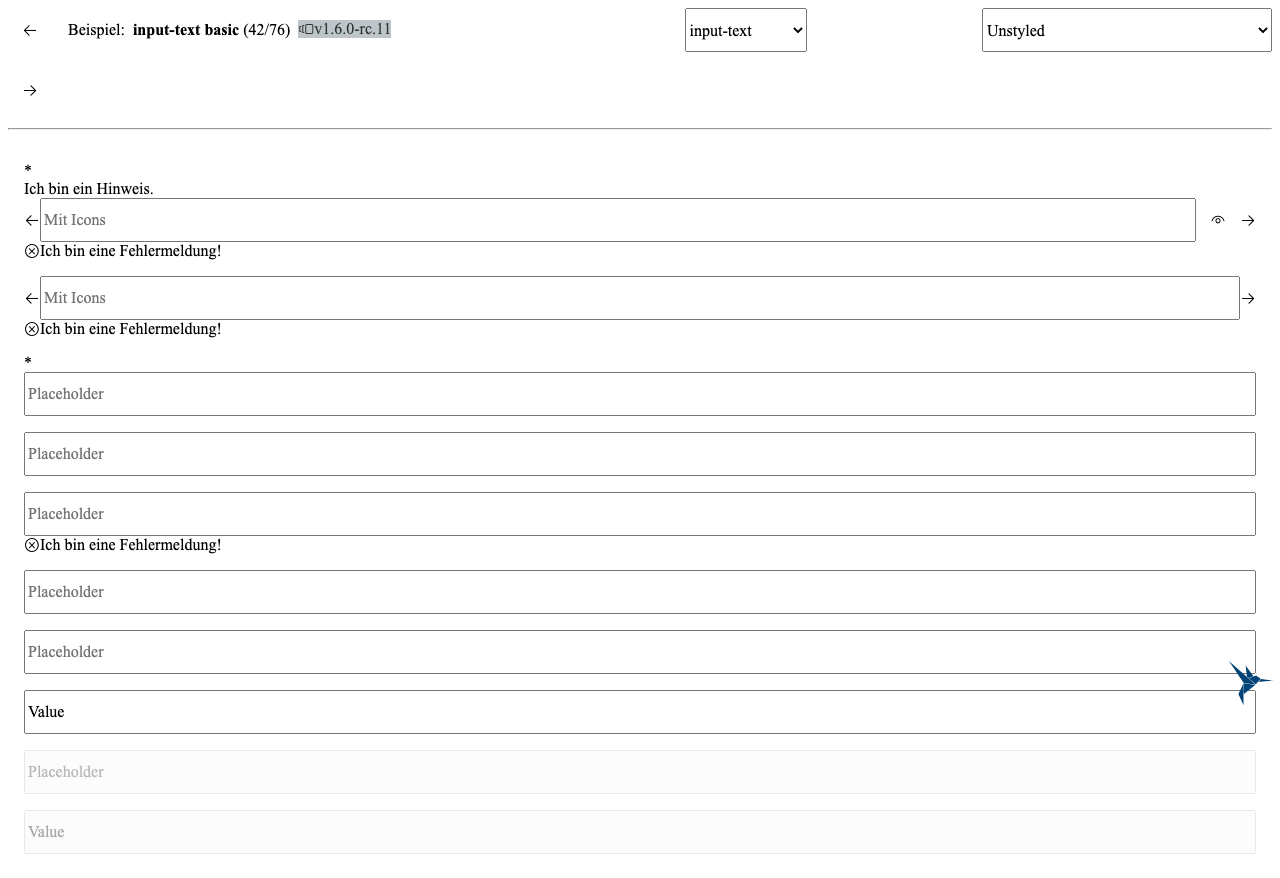 Beispiel: input-text basic (42/76) v1.6.0-rc.11 input-text Unstyled
*
Ich bin ein Hinweis.
Mit Icons
Ich bin eine Fehlermeldung!
Mit Icons
Ich bin eine Fehlermeldung!
*
Placeholder
Placeholder
Placeholder
Ich bin eine Fehlermeldung!
Placeholder
Placeholder
Value
Placeholder
Value